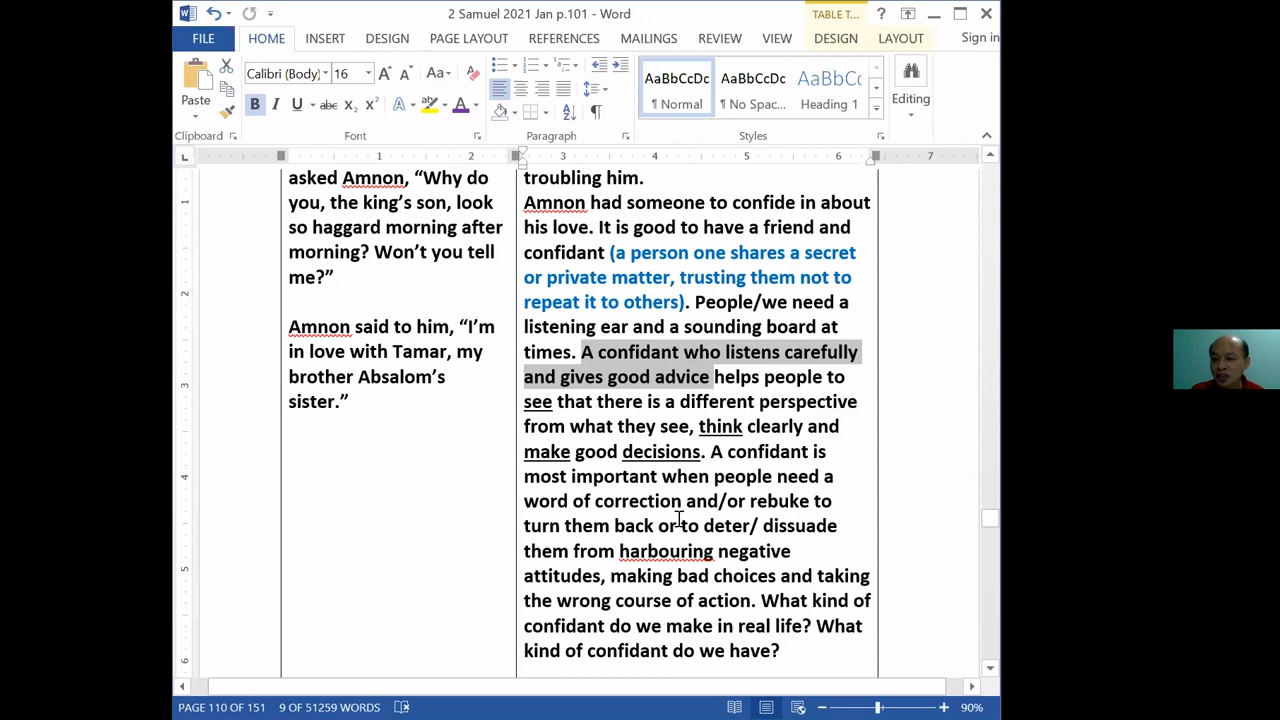 2 Samuel 2021 Jan p.101 - Word
TABLE T...
FILE HOME INSERT DESIGN PAGE LAYOUT REFERENCES MAILINGS REVIEW VIEW DESIGN LAYOUT Sign in
Paste
Clipboard
Calibri (Body) 16
Font
Paragraph
AaBbCcDc AaBbCcDc AaBbCc
¶ Normal ¶ No Spac... Heading 1
Styles
Editing
1 2 3 4 5 6 7
asked Amnon, “Why do
you, the king’s son, look
so haggard morning after
morning? Won’t you tell
me?”
Amnon said to him, “I’m
in love with Tamar, my
brother Absalom’s
sister.”
troubling him.
Amnon had someone to confide in about
his love. It is good to have a friend and
confidant (a person one shares a secret
or private matter, trusting them not to
repeat it to others). People/we need a
listening ear and a sounding board at
times. A confidant who listens carefully
and gives good advice helps people to
see that there is a different perspective
from what they see, think clearly and
make good decisions. A confidant is
most important when people need a
word of correction and/or rebuke to
turn them back or to deter/ dissuade
them from harbouring negative
attitudes, making bad choices and taking
the wrong course of action. What kind of
confidant do we make in real life? What
kind of confidant do we have?
PAGE 110 OF 151 9 OF 51259 WORDS 90%